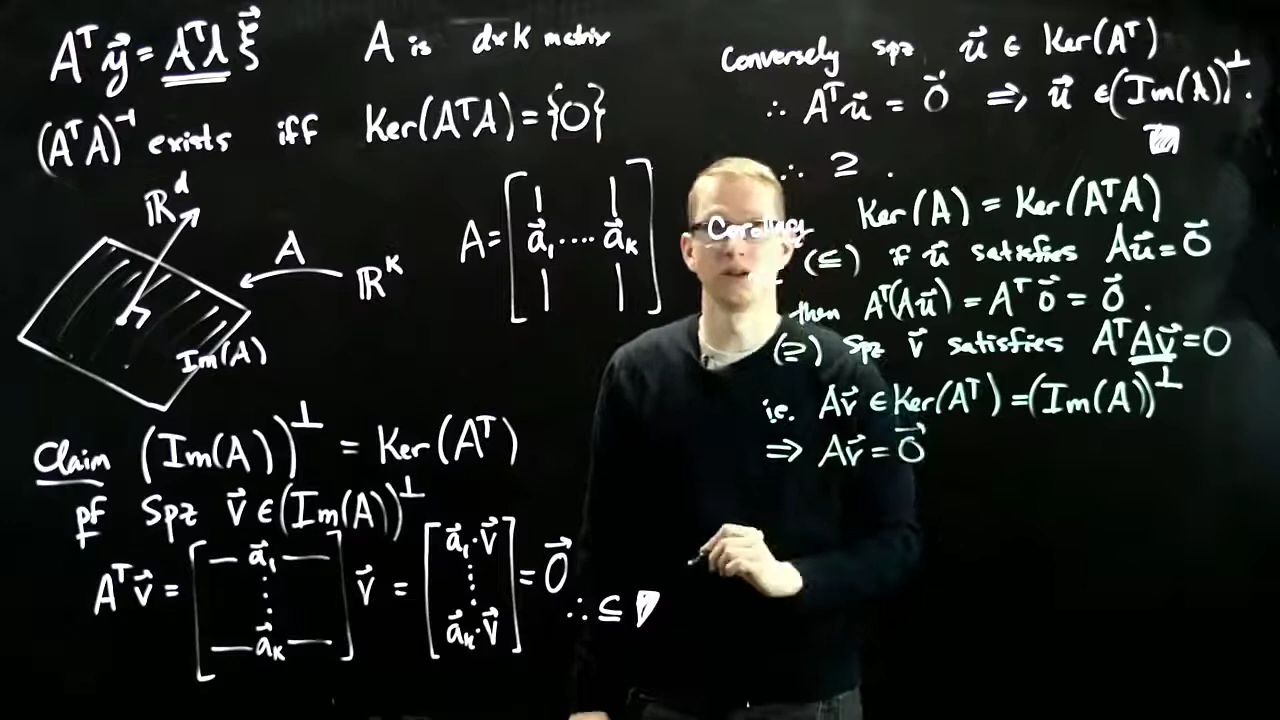 Aᵀy⃗ = AᵀA ξ⃗
A is d×k matrix
(AᵀA)⁻¹ exists iff Ker(AᵀA) = {0}
ℝᵈ
A
ℝᴷ
Im(A)
A = [a⃗₁ ..... a⃗ₖ]
Claim (Im(A))^⊥ = Ker(Aᵀ)
pf Spz v⃗ ∈ (Im(A))^⊥
Aᵀv⃗ = [— a⃗₁ — ⋮ — a⃗ₖ —] v⃗ = [a⃗₁·v⃗ ⋮ a⃗ₖ·v⃗] = 0⃗
∴ ⊆
Conversely spz u⃗ ∈ Ker(Aᵀ)
∴ Aᵀu⃗ = 0⃗ ⇒ u⃗ ∈ (Im(A))^⊥.
∴ ⊇.
Corollary Ker(A) = Ker(AᵀA)
(⊆) if u⃗ satisfies Au⃗ = 0⃗
then Aᵀ(Au⃗) = Aᵀ0⃗ = 0⃗.
(⊇) Spz v⃗ satisfies AᵀAv⃗ = 0
ie. Av⃗ ∈ Ker(Aᵀ) = (Im(A))^⊥
⇒ Av⃗ = 0⃗